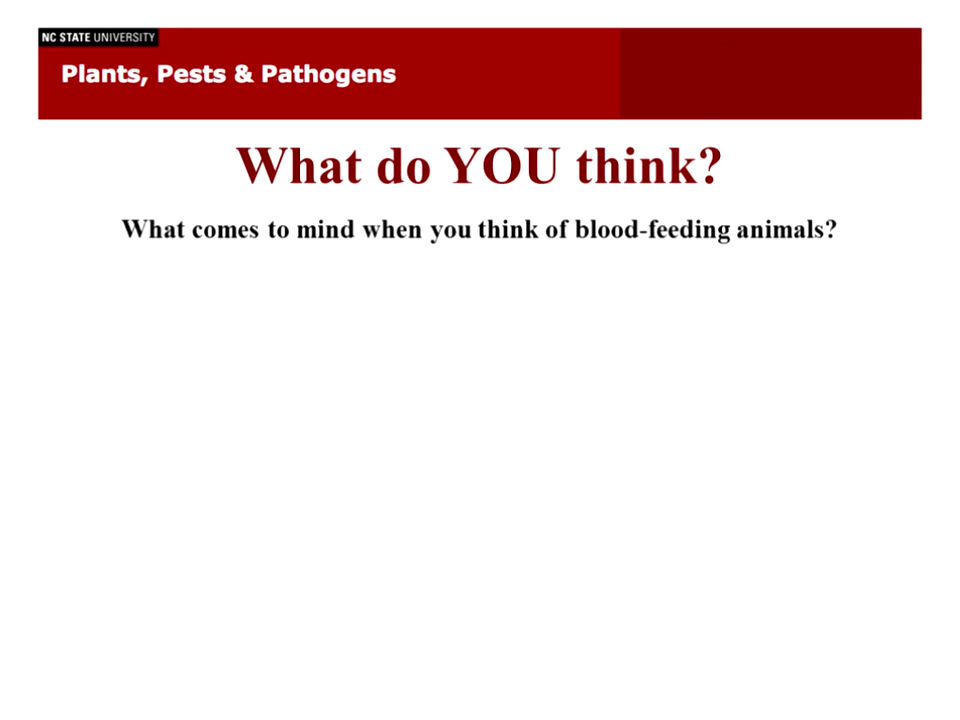 NC STATE UNIVERSITY
Plants, Pests & Pathogens
What do YOU think?
What comes to mind when you think of blood-feeding animals?